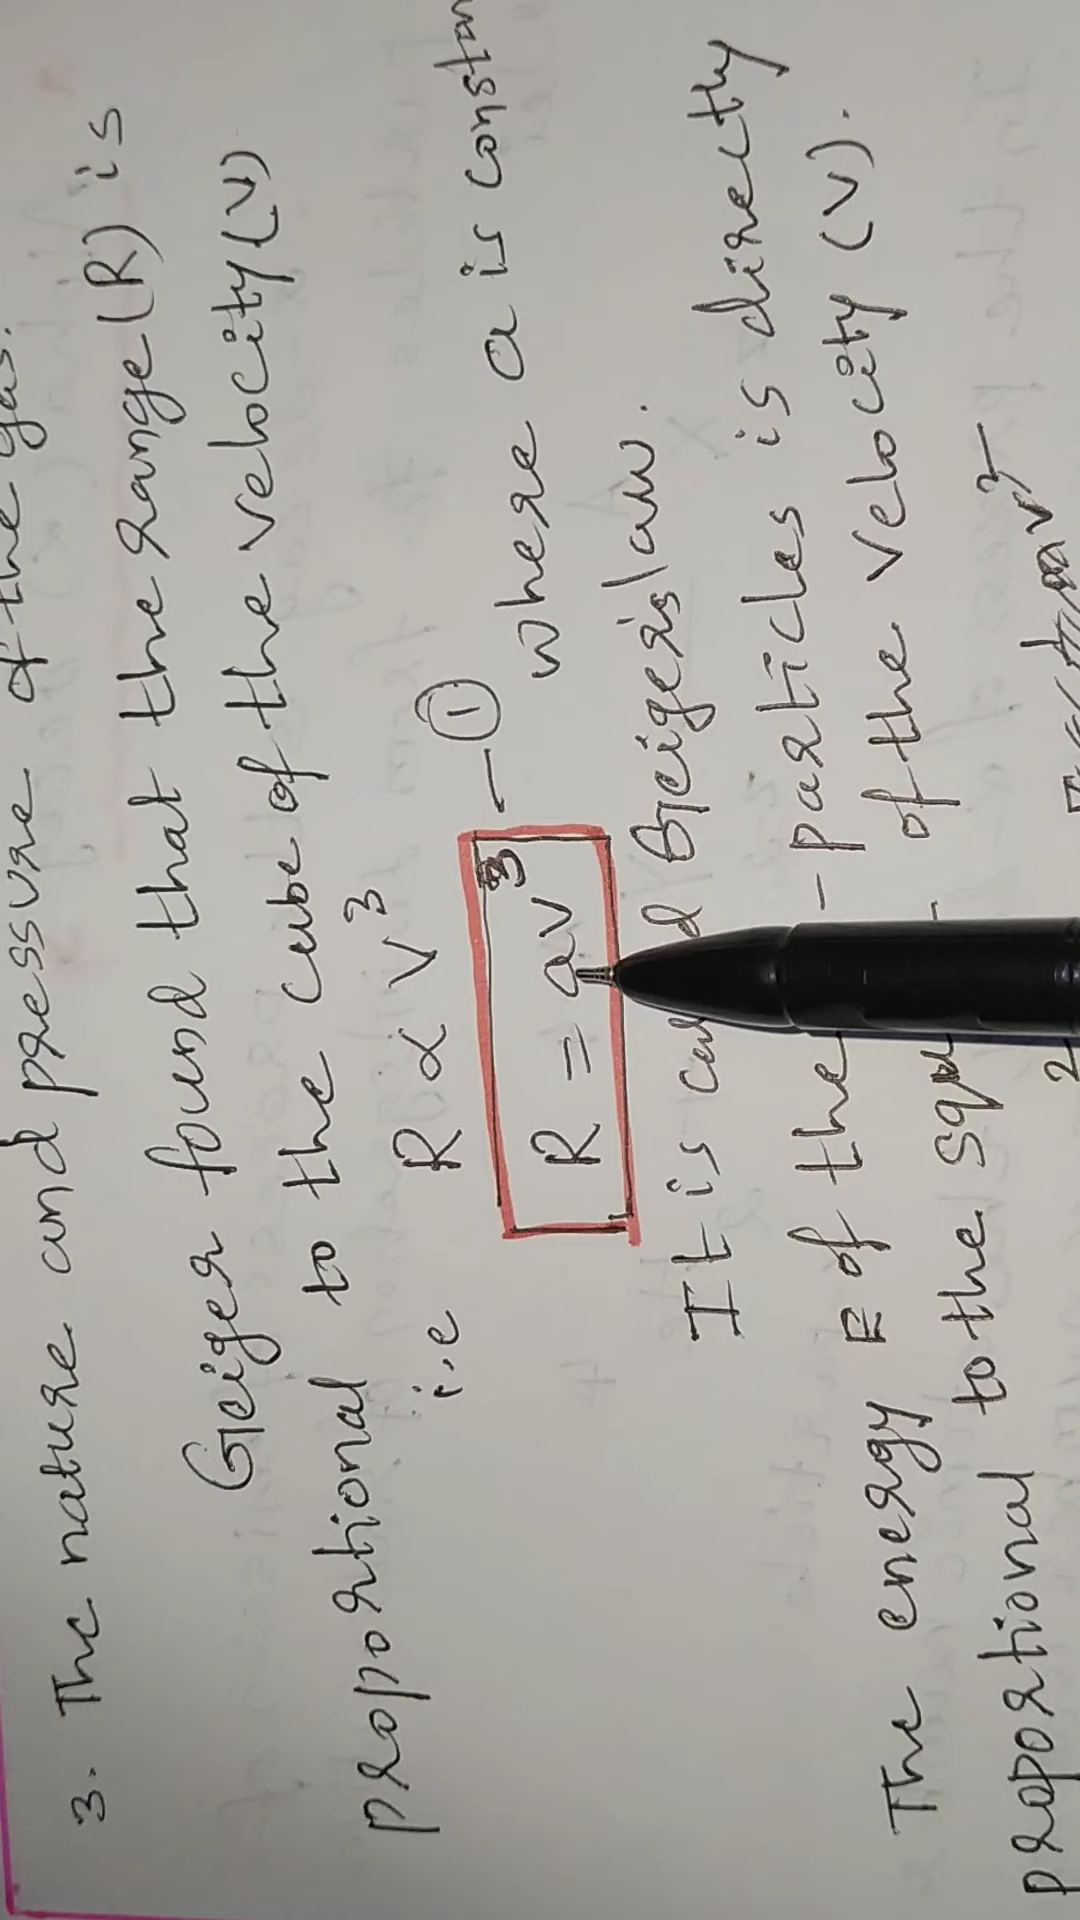 3. The nature and pressure of the gas.
Geiger found that the range (R) is
proportional to the cube of the velocity (v)
i.e R ∝ v³
R = av³ — ① where a is constan
It is ca d Geiger's law.
The energy E of the - particles is directly
proportional to the squ of the velocity (v).